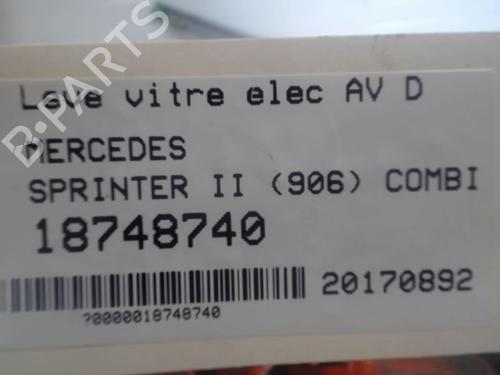 Leve vitre elec AV D
MERCEDES
SPRINTER II (906) COMBI
18748740
20170892
?0000018748740
B-PARTS